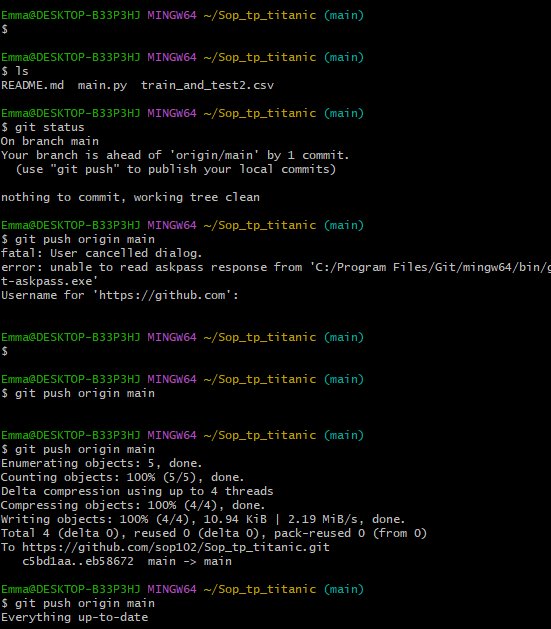 Emma@DESKTOP-B33P3HJ MINGW64 ~/Sop_tp_titanic (main)
$
Emma@DESKTOP-B33P3HJ MINGW64 ~/Sop_tp_titanic (main)
$ ls
README.md  main.py  train_and_test2.csv
Emma@DESKTOP-B33P3HJ MINGW64 ~/Sop_tp_titanic (main)
$ git status
On branch main
Your branch is ahead of 'origin/main' by 1 commit.
  (use "git push" to publish your local commits)
nothing to commit, working tree clean
Emma@DESKTOP-B33P3HJ MINGW64 ~/Sop_tp_titanic (main)
$ git push origin main
fatal: User cancelled dialog.
error: unable to read askpass response from 'C:/Program Files/Git/mingw64/bin/g
t-askpass.exe'
Username for 'https://github.com':
Emma@DESKTOP-B33P3HJ MINGW64 ~/Sop_tp_titanic (main)
$
Emma@DESKTOP-B33P3HJ MINGW64 ~/Sop_tp_titanic (main)
$ git push origin main
Emma@DESKTOP-B33P3HJ MINGW64 ~/Sop_tp_titanic (main)
$ git push origin main
Enumerating objects: 5, done.
Counting objects: 100% (5/5), done.
Delta compression using up to 4 threads
Compressing objects: 100% (4/4), done.
Writing objects: 100% (4/4), 10.94 KiB | 2.19 MiB/s, done.
Total 4 (delta 0), reused 0 (delta 0), pack-reused 0 (from 0)
To https://github.com/sop102/Sop_tp_titanic.git
   c5bd1aa..eb58672  main -> main
Emma@DESKTOP-B33P3HJ MINGW64 ~/Sop_tp_titanic (main)
$ git push origin main
Everything up-to-date